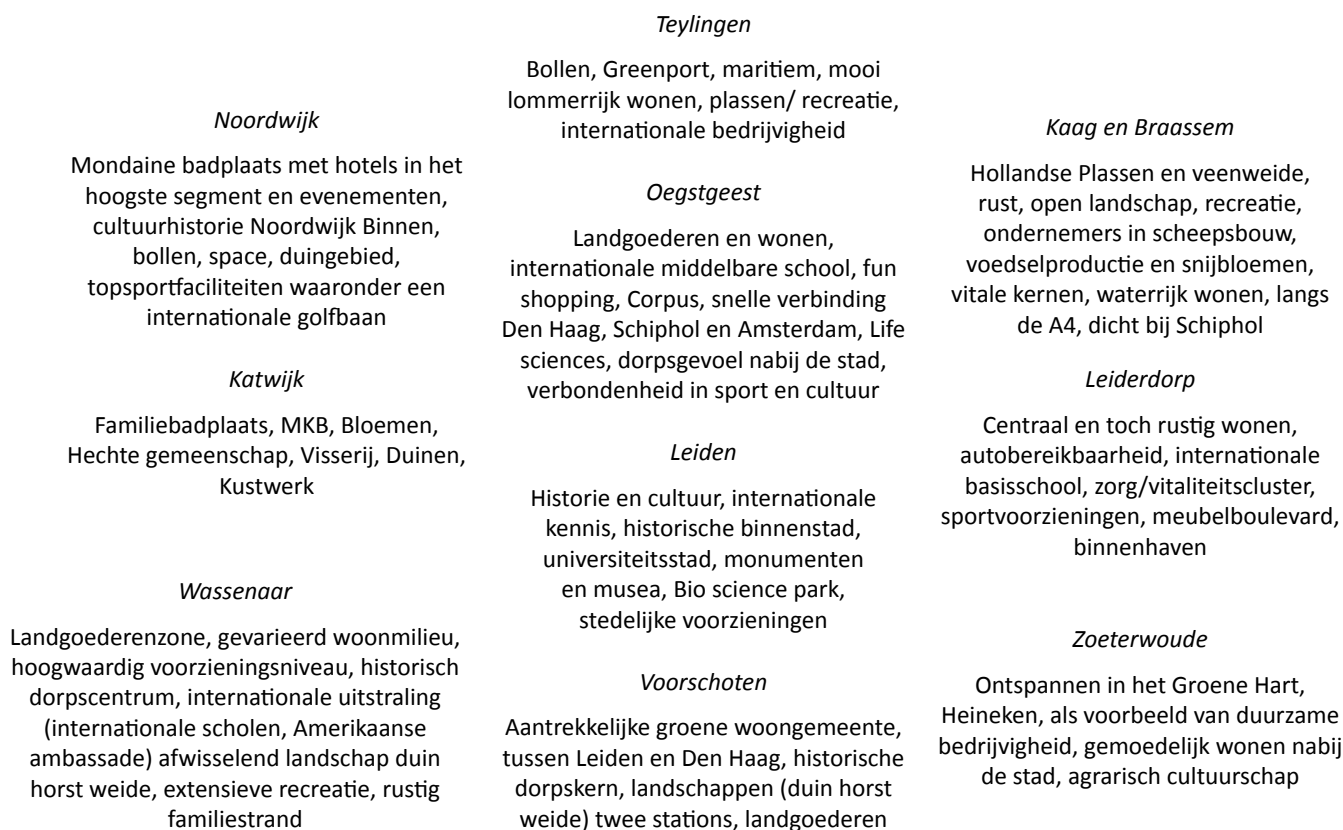 Teylingen
Bollen, Greenport, maritiem, mooi
lommerrijk wonen, plassen/ recreatie,
internationale bedrijvigheid
Noordwijk
Mondaine badplaats met hotels in het
hoogste segment en evenementen,
cultuurhistorie Noordwijk Binnen,
bollen, space, duingebied,
topsportfaciliteiten waaronder een
internationale golfbaan
Kaag en Braassem
Hollandse Plassen en veenweide,
rust, open landschap, recreatie,
ondernemers in scheepsbouw,
voedselproductie en snijbloemen,
vitale kernen, waterrijk wonen, langs
de A4, dicht bij Schiphol
Oegstgeest
Landgoederen en wonen,
internationale middelbare school, fun
shopping, Corpus, snelle verbinding
Den Haag, Schiphol en Amsterdam, Life
sciences, dorpsgevoel nabij de stad,
verbondenheid in sport en cultuur
Katwijk
Familiebadplaats, MKB, Bloemen,
Hechte gemeenschap, Visserij, Duinen,
Kustwerk
Leiderdorp
Centraal en toch rustig wonen,
autobereikbaarheid, internationale
basisschool, zorg/vitaliteitscluster,
sportvoorzieningen, meubelboulevard,
binnenhaven
Leiden
Historie en cultuur, internationale
kennis, historische binnenstad,
universiteitsstad, monumenten
en musea, Bio science park,
stedelijke voorzieningen
Wassenaar
Landgoederenzone, gevarieerd woonmilieu,
hoogwaardig voorzieningsniveau, historisch
dorpscentrum, internationale uitstraling
(internationale scholen, Amerikaanse
ambassade) afwisselend landschap duin
horst weide, extensieve recreatie, rustig
familiestrand
Zoeterwoude
Ontspannen in het Groene Hart,
Heineken, als voorbeeld van duurzame
bedrijvigheid, gemoedelijk wonen nabij
de stad, agrarisch cultuurschap
Voorschoten
Aantrekkelijke groene woongemeente,
tussen Leiden en Den Haag, historische
dorpskern, landschappen (duin horst
weide) twee stations, landgoederen